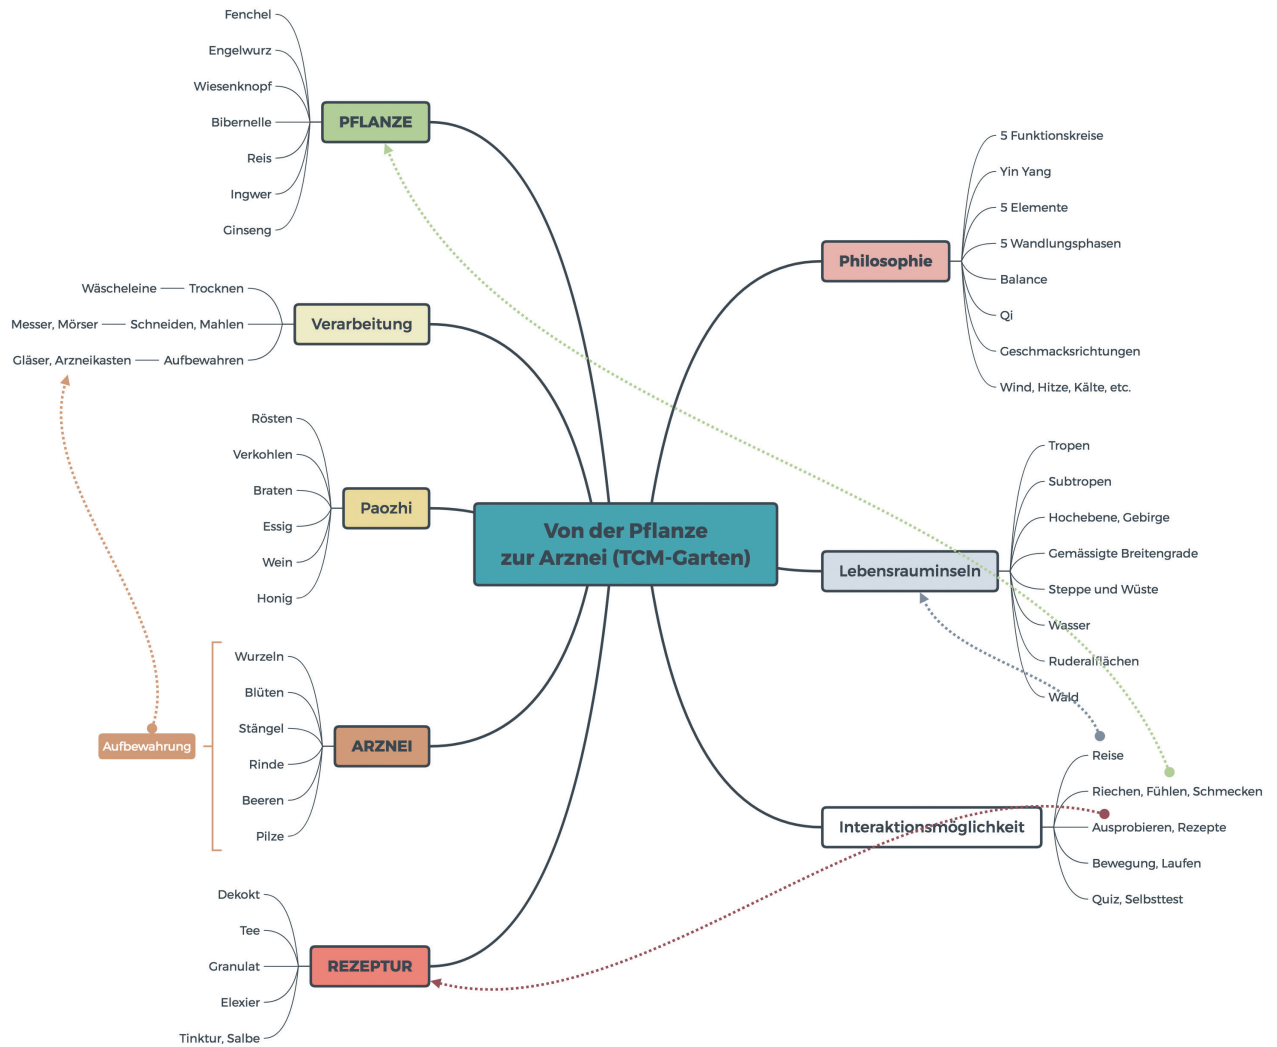 Fenchel
Engelwurz
Wiesenknopf
Bibernelle
Reis
Ingwer
Ginseng
PFLANZE
Wäscheleine
Trocknen
Messer, Mörser
Schneiden, Mahlen
Gläser, Arzneikasten
Aufbewahren
Verarbeitung
Rösten
Verkohlen
Braten
Essig
Wein
Honig
Paozhi
Von der Pflanze
zur Arznei (TCM-Garten)
Aufbewahrung
Wurzeln
Blüten
Stängel
Rinde
Beeren
Pilze
ARZNEI
Dekokt
Tee
Granulat
Elexier
Tinktur, Salbe
REZEPTUR
Philosophie
5 Funktionskreise
Yin Yang
5 Elemente
5 Wandlungsphasen
Balance
Qi
Geschmacksrichtungen
Wind, Hitze, Kälte, etc.
Lebensrauminseln
Tropen
Subtropen
Hochebene, Gebirge
Gemässigte Breitengrade
Steppe und Wüste
Wasser
Ruderalflächen
Wald
Interaktionsmöglichkeit
Reise
Riechen, Fühlen, Schmecken
Ausprobieren, Rezepte
Bewegung, Laufen
Quiz, Selbsttest